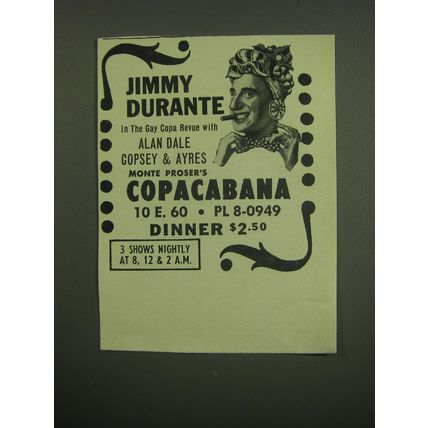 JIMMY
DURANTE
In The Gay Copa Revue with
ALAN DALE
COPSEY & AYRES
MONTE PROSER'S
COPACABANA
10 E. 60 • PL 8-0949
DINNER $2.50
3 SHOWS NIGHTLY
AT 8, 12 & 2 A.M.